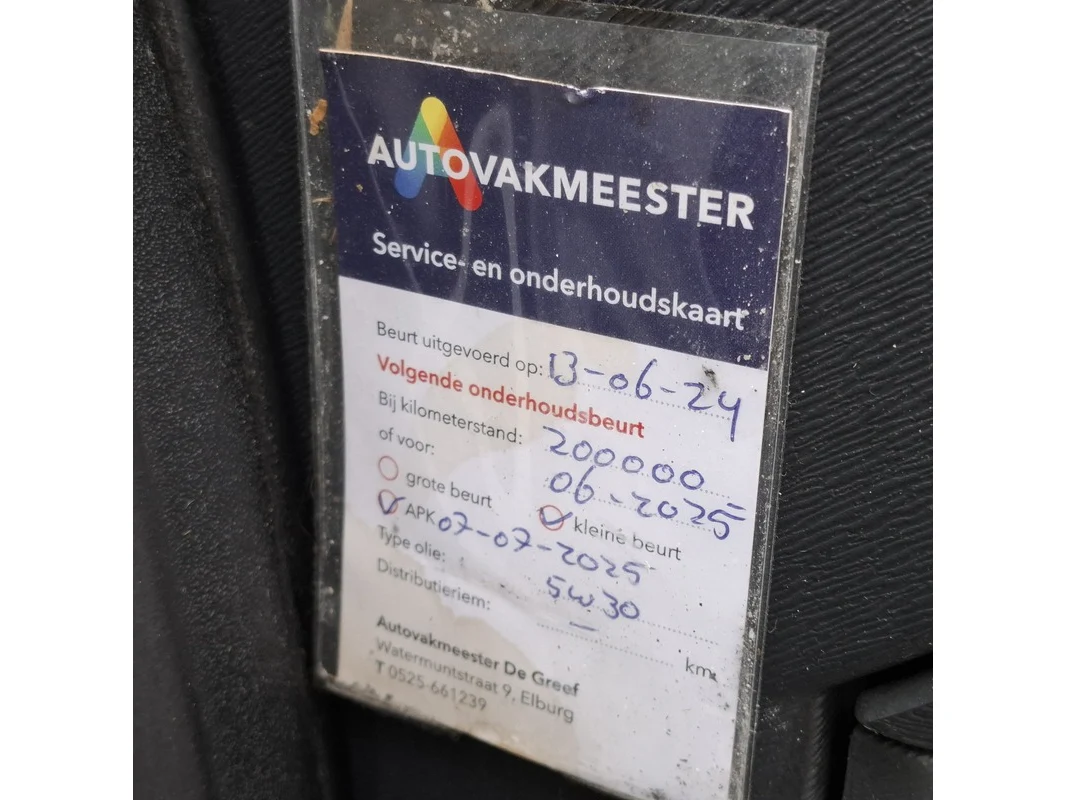 AUTOVAKMEESTER
Service- en onderhoudskaart
Beurt uitgevoerd op: 13-06-24
Volgende onderhoudsbeurt
Bij kilometerstand: 200000
of voor: 06-2025
grote beurt kleine beurt
APK 07-07-2025
Type olie: 5w30
Distributieriem: — km
Autovakmeester De Greef
Watermuntstraat 9, Elburg
T 0525-661239